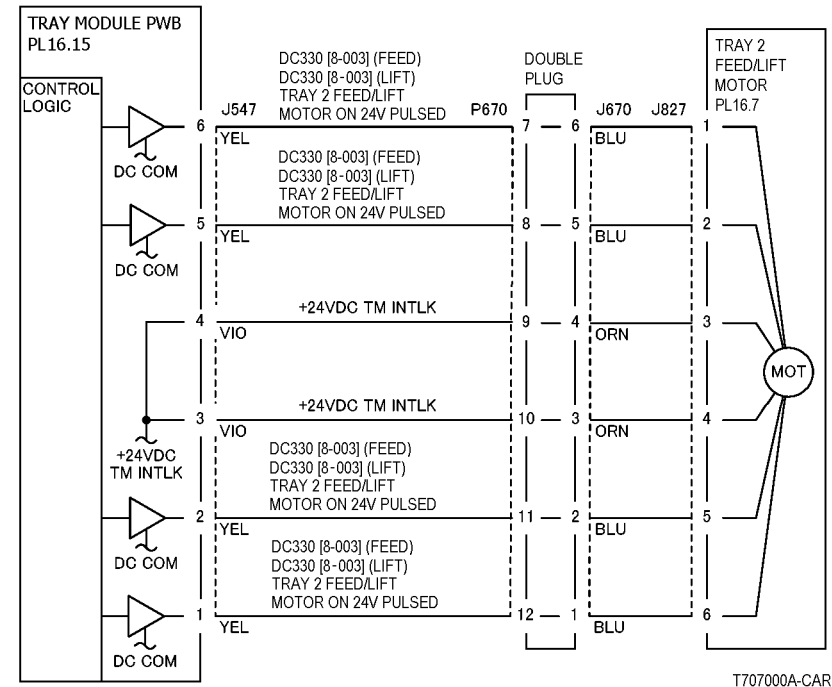 TRAY MODULE PWB
PL16.15
CONTROL
LOGIC
DC COM
6
J547
YEL
DC330 [8-003] (FEED)
DC330 [8-003] (LIFT)
TRAY 2 FEED/LIFT
MOTOR ON 24V PULSED
P670
DOUBLE
PLUG
7
6
J670
J827
BLU
1
TRAY 2
FEED/LIFT
MOTOR
PL16.7
DC COM
5
YEL
DC330 [8-003] (FEED)
DC330 [8-003] (LIFT)
TRAY 2 FEED/LIFT
MOTOR ON 24V PULSED
8
5
BLU
2
4
VIO
+24VDC TM INTLK
9
4
ORN
3
MOT
3
VIO
+24VDC TM INTLK
10
3
ORN
4
+24VDC
TM INTLK
DC330 [8-003] (FEED)
DC330 [8-003] (LIFT)
TRAY 2 FEED/LIFT
MOTOR ON 24V PULSED
DC COM
2
YEL
11
2
BLU
5
DC330 [8-003] (FEED)
DC330 [8-003] (LIFT)
TRAY 2 FEED/LIFT
MOTOR ON 24V PULSED
DC COM
1
YEL
12
1
BLU
6
T707000A-CAR